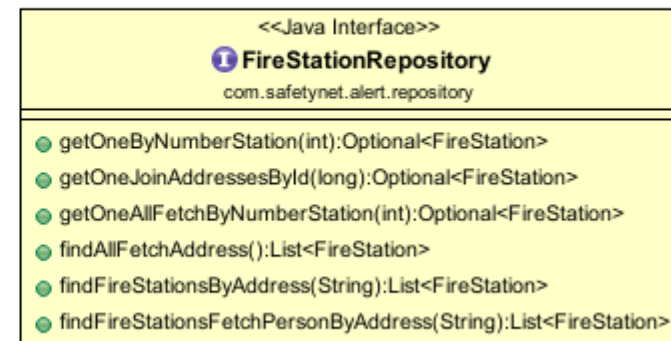 <<Java Interface>>
I FireStationRepository
com.safetynet.alert.repository
getOneByNumberStation(int):Optional<FireStation>
getOneJoinAddressesById(long):Optional<FireStation>
getOneAllFetchByNumberStation(int):Optional<FireStation>
findAllFetchAddress():List<FireStation>
findFireStationsByAddress(String):List<FireStation>
findFireStationsFetchPersonByAddress(String):List<FireStation>